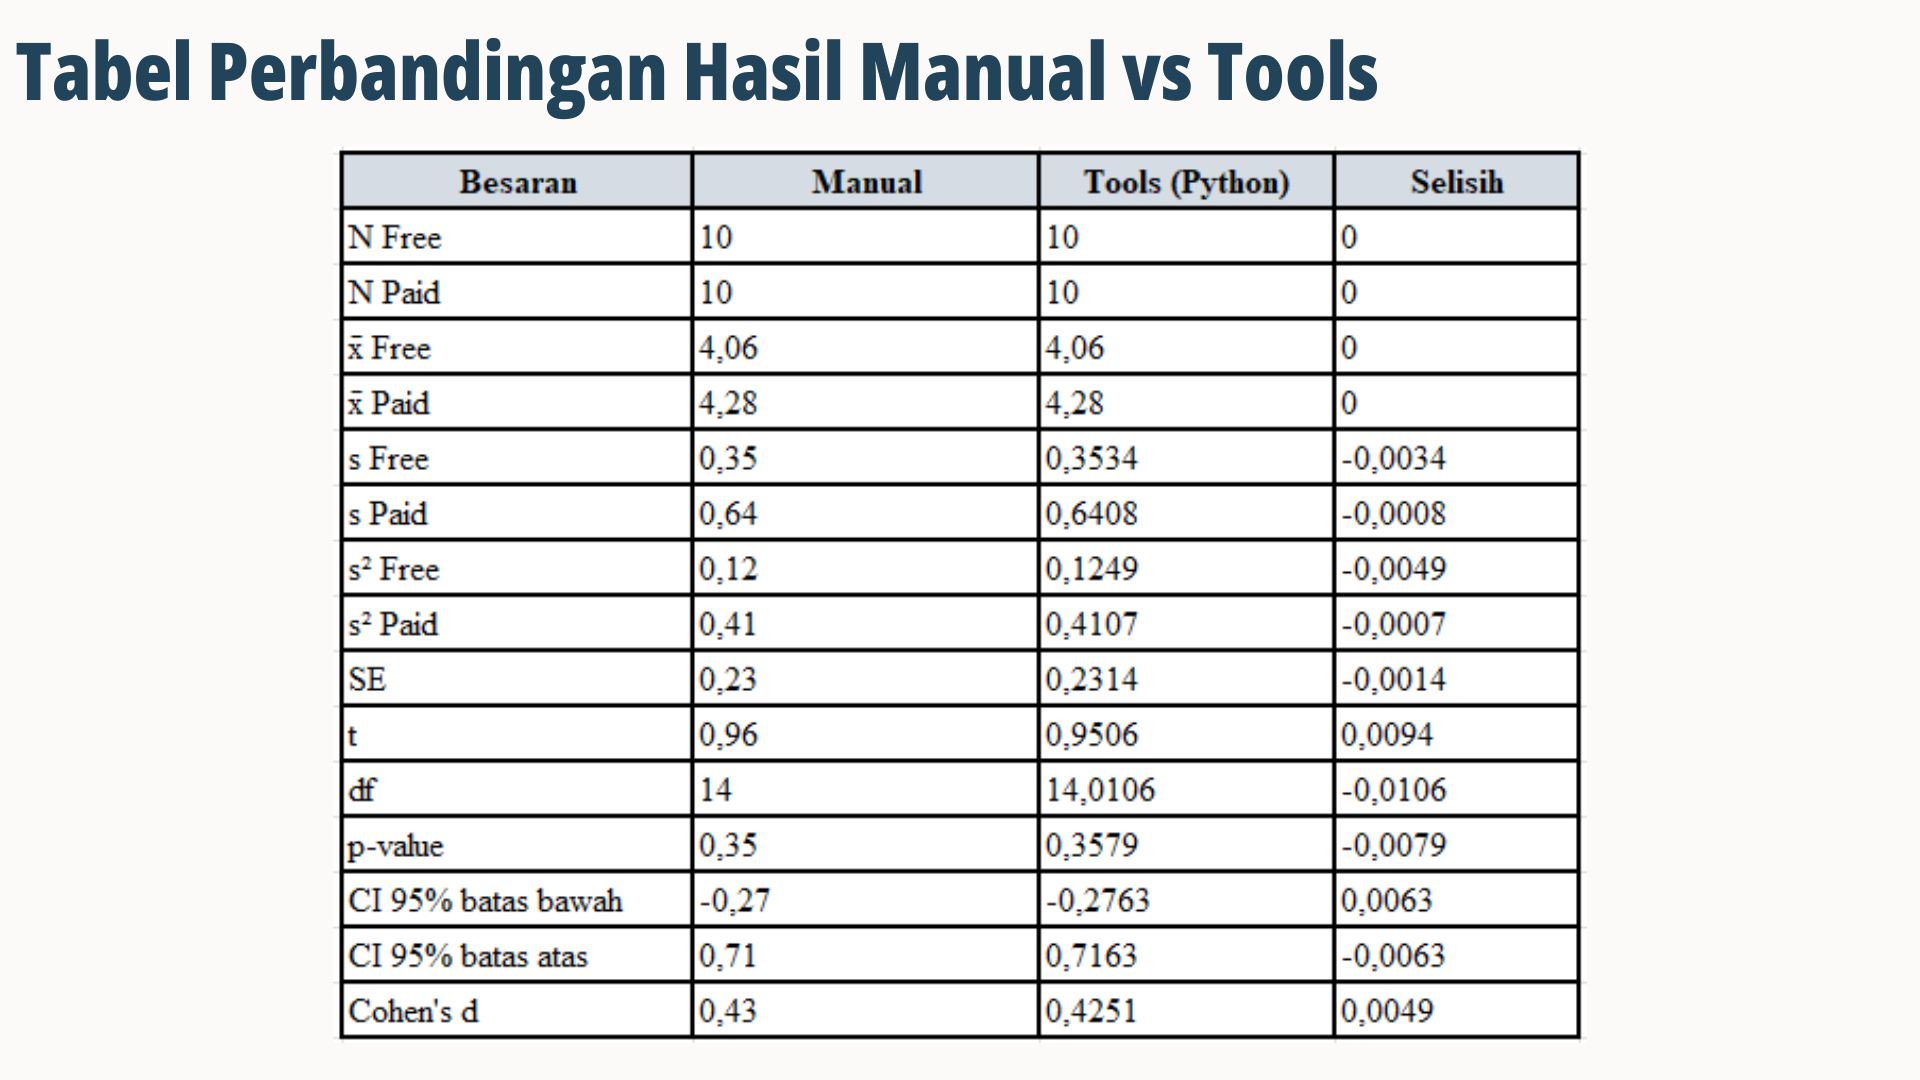 Tabel Perbandingan Hasil Manual vs Tools
Besaran Manual Tools (Python) Selisih
N Free 10 10 0
N Paid 10 10 0
x̄ Free 4,06 4,06 0
x̄ Paid 4,28 4,28 0
s Free 0,35 0,3534 -0,0034
s Paid 0,64 0,6408 -0,0008
s² Free 0,12 0,1249 -0,0049
s² Paid 0,41 0,4107 -0,0007
SE 0,23 0,2314 -0,0014
t 0,96 0,9506 0,0094
df 14 14,0106 -0,0106
p-value 0,35 0,3579 -0,0079
CI 95% batas bawah -0,27 -0,2763 0,0063
CI 95% batas atas 0,71 0,7163 -0,0063
Cohen's d 0,43 0,4251 0,0049